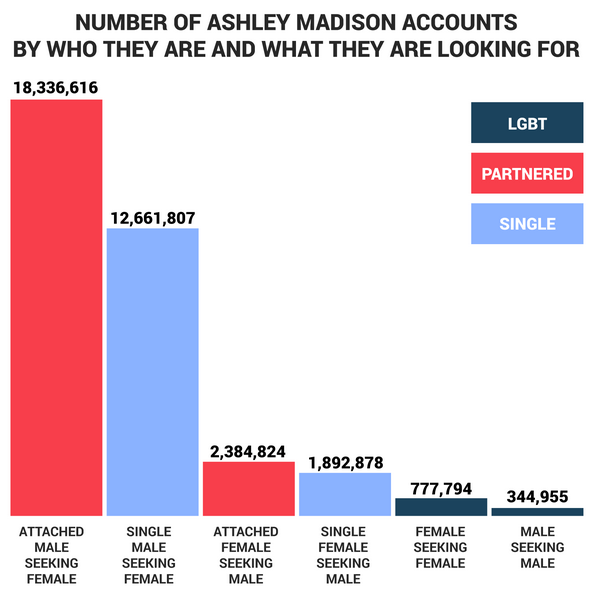 NUMBER OF ASHLEY MADISON ACCOUNTS
BY WHO THEY ARE AND WHAT THEY ARE LOOKING FOR
18,336,616
12,661,807
2,384,824
1,892,878
777,794
344,955
LGBT
PARTNERED
SINGLE
ATTACHED
MALE
SEEKING
FEMALE
SINGLE
MALE
SEEKING
FEMALE
ATTACHED
FEMALE
SEEKING
MALE
SINGLE
FEMALE
SEEKING
MALE
FEMALE
SEEKING
FEMALE
MALE
SEEKING
MALE